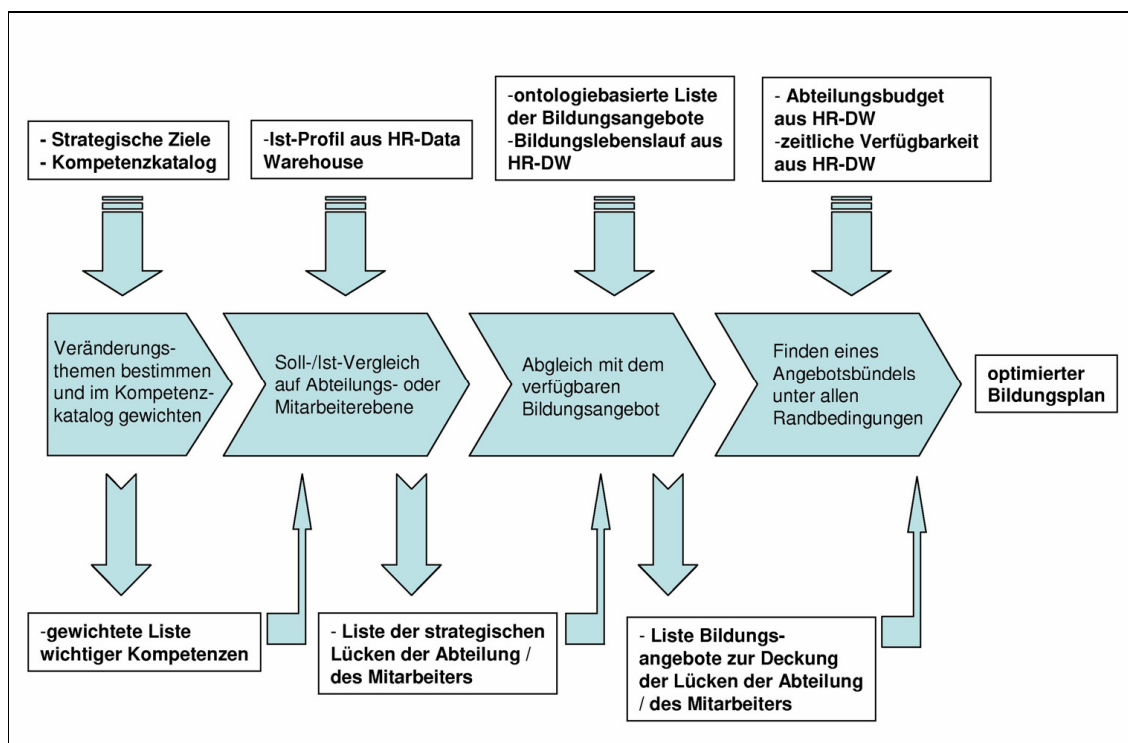 - Strategische Ziele
- Kompetenzkatalog
-Ist-Profil aus HR-Data
Warehouse
-ontologiebasierte Liste
der Bildungsangebote
-Bildungslebenslauf aus
HR-DW
- Abteilungsbudget
aus HR-DW
-zeitliche Verfügbarkeit
aus HR-DW
Veränderungs-
themen bestimmen
und im Kompetenz-
katalog gewichten
Soll-/Ist-Vergleich
auf Abteilungs- oder
Mitarbeiterebene
Abgleich mit dem
verfügbaren
Bildungsangebot
Finden eines
Angebotsbündels
unter allen
Randbedingungen
optimierter
Bildungsplan
-gewichtete Liste
wichtiger Kompetenzen
- Liste der strategischen
Lücken der Abteilung /
des Mitarbeiters
- Liste Bildungs-
angebote zur Deckung
der Lücken der Abteilung
/ des Mitarbeiters